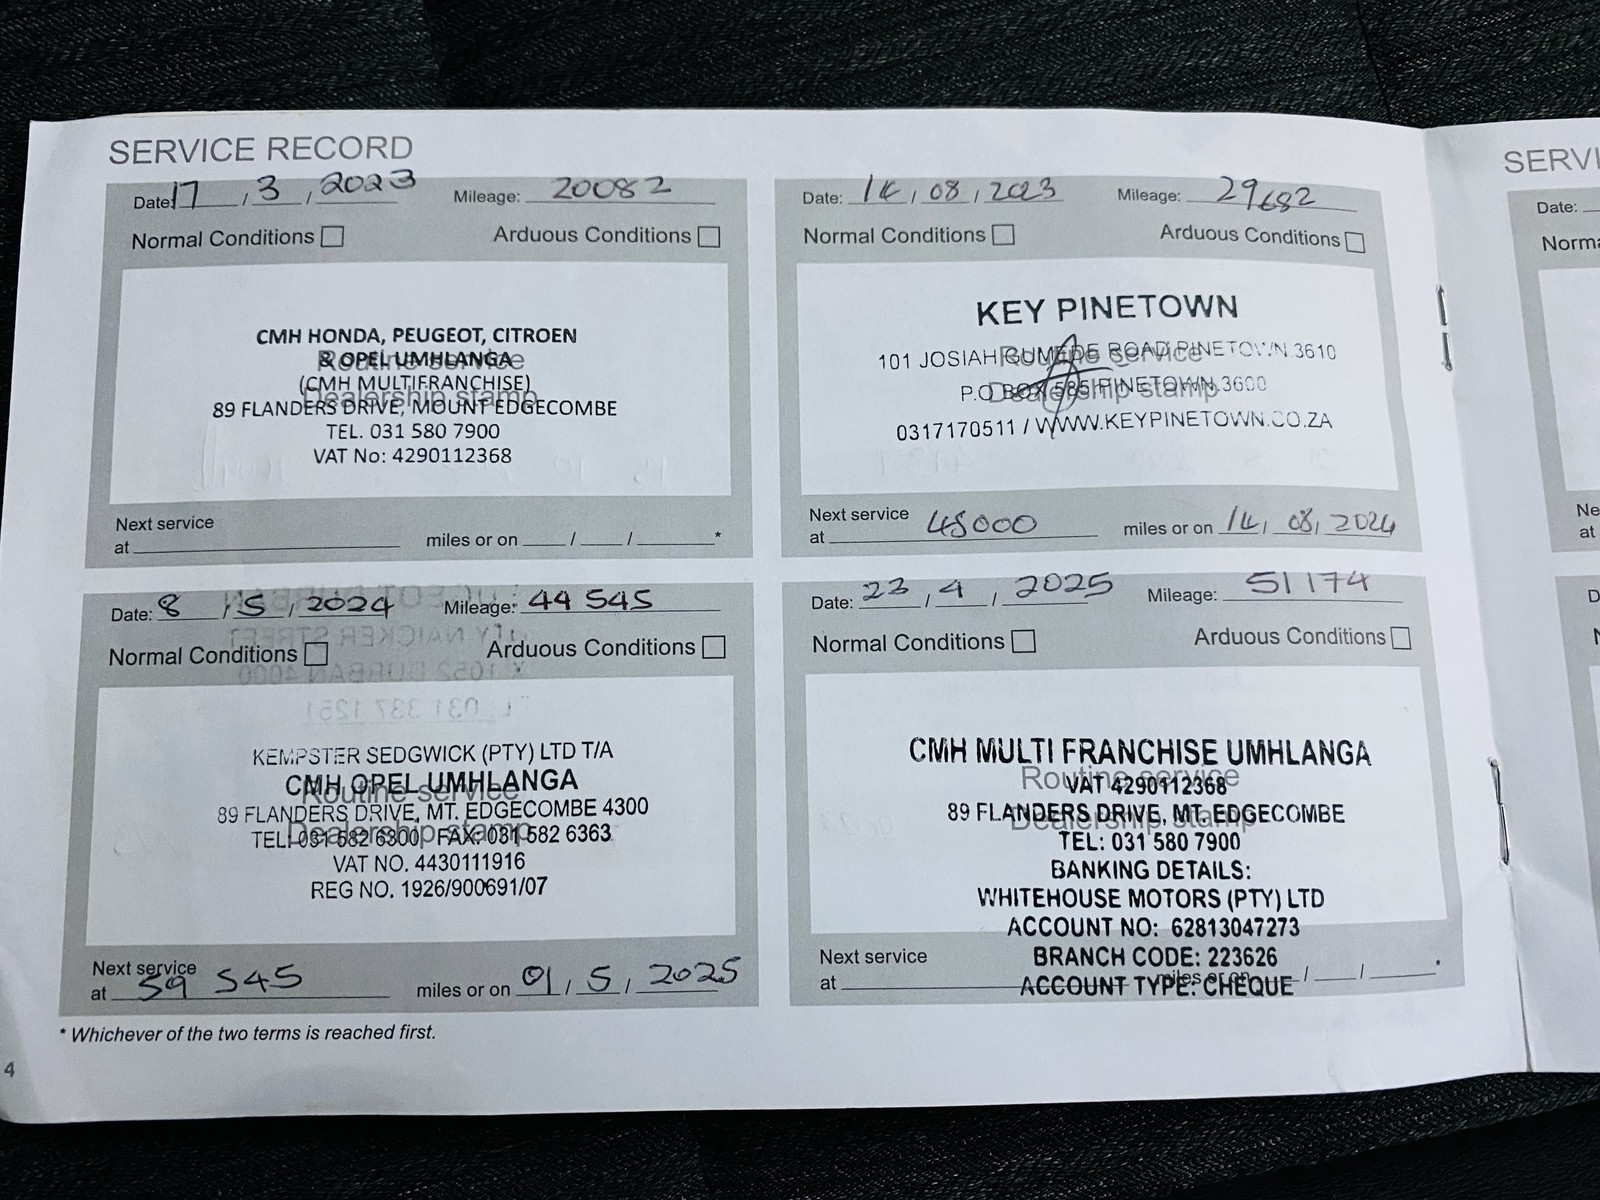 SERVICE RECORD
Date: 17 / 3 / 2023 Mileage: 20082
Normal Conditions Arduous Conditions
CMH HONDA, PEUGEOT, CITROEN
& OPEL UMHLANGA
Routine service
(CMH MULTIFRANCHISE)
Dealership stamp
89 FLANDERS DRIVE, MOUNT EDGECOMBE
TEL. 031 580 7900
VAT No: 4290112368
Next service
at miles or on / / *
Date: 14 / 08 / 2023 Mileage: 29682
Normal Conditions Arduous Conditions
KEY PINETOWN
101 JOSIAH GUMEDE ROAD PINETOWN 3610
Routine service
P.O BOX 585 PINETOWN 3600
Dealership stamp
0317170511 / WWW.KEYPINETOWN.CO.ZA
Next service
at 45000 miles or on 14 / 08 / 2024
Date: 8 / 5 / 2024 Mileage: 44 545
Normal Conditions Arduous Conditions
KEMPSTER SEDGWICK (PTY) LTD T/A
CMH OPEL UMHLANGA
Routine service
89 FLANDERS DRIVE, MT. EDGECOMBE 4300
Dealership stamp
TEL: 031 582 6300 FAX: 031 582 6363
VAT NO. 4430111916
REG NO. 1926/900691/07
Next service
at 59 545 miles or on 01 / 5 / 2025
Date: 23 / 4 / 2025 Mileage: 51174
Normal Conditions Arduous Conditions
CMH MULTI FRANCHISE UMHLANGA
Routine service
VAT 4290112368
89 FLANDERS DRIVE, MT. EDGECOMBE
Dealership stamp
TEL: 031 580 7900
BANKING DETAILS:
WHITEHOUSE MOTORS (PTY) LTD
ACCOUNT NO: 62813047273
BRANCH CODE: 223626
ACCOUNT TYPE: CHEQUE
Next service
at miles or on / / *
* Whichever of the two terms is reached first.
4
SERVI
Date:
Norma
Ne
at
D
N